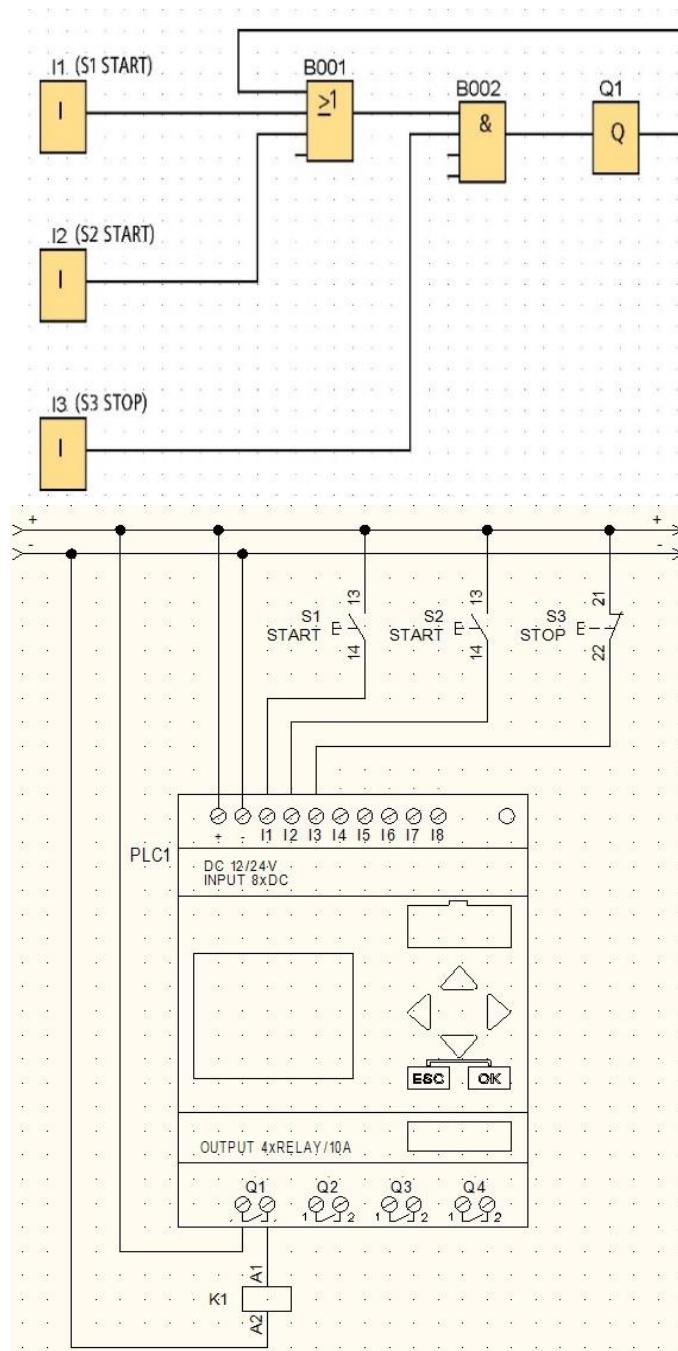 I1 (S1 START)
I
B001
≥1
B002
&
Q1
Q
I2 (S2 START)
I
I3 (S3 STOP)
I
+ +
- -
S1
START
E
13
14
S2
START
E
13
14
S3
STOP
E
21
22
+ - I1 I2 I3 I4 I5 I6 I7 I8
PLC1
DC 12/24V
INPUT 8xDC
ESC OK
OUTPUT 4xRELAY/10A
Q1 Q2 Q3 Q4
1 2 1 2 1 2
K1
A1
A2